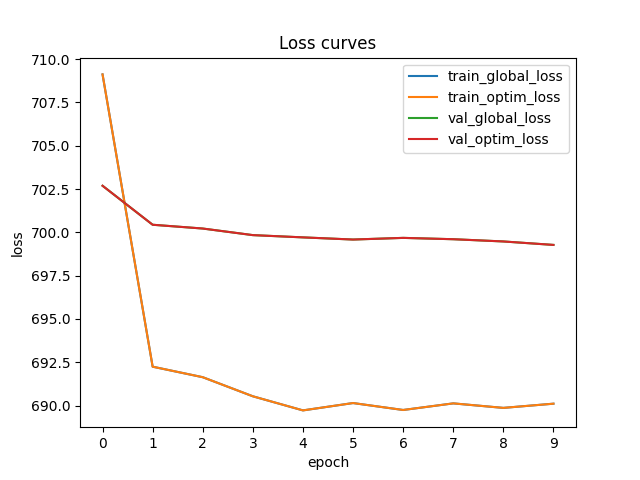 Loss curves
710.0
707.5
705.0
702.5
700.0
697.5
695.0
692.5
690.0
loss
train_global_loss
train_optim_loss
val_global_loss
val_optim_loss
0 1 2 3 4 5 6 7 8 9
epoch